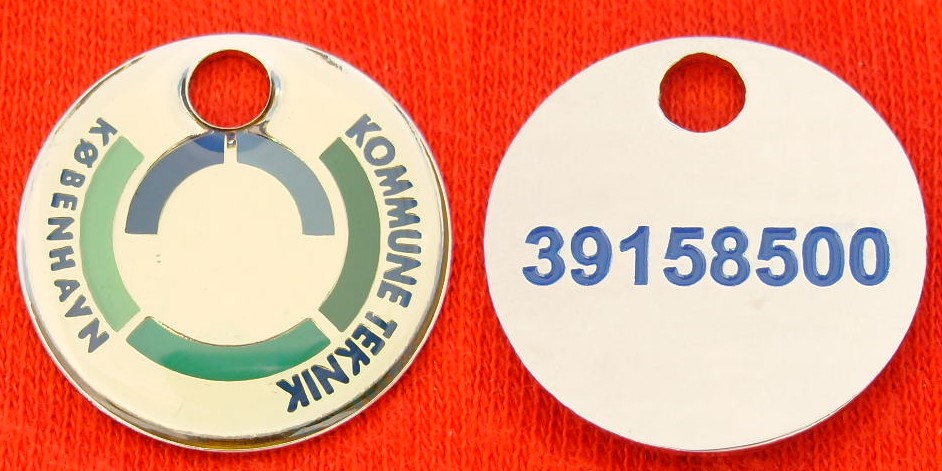 KØBENHAVN
KOMMUNE TEKNIK
39158500